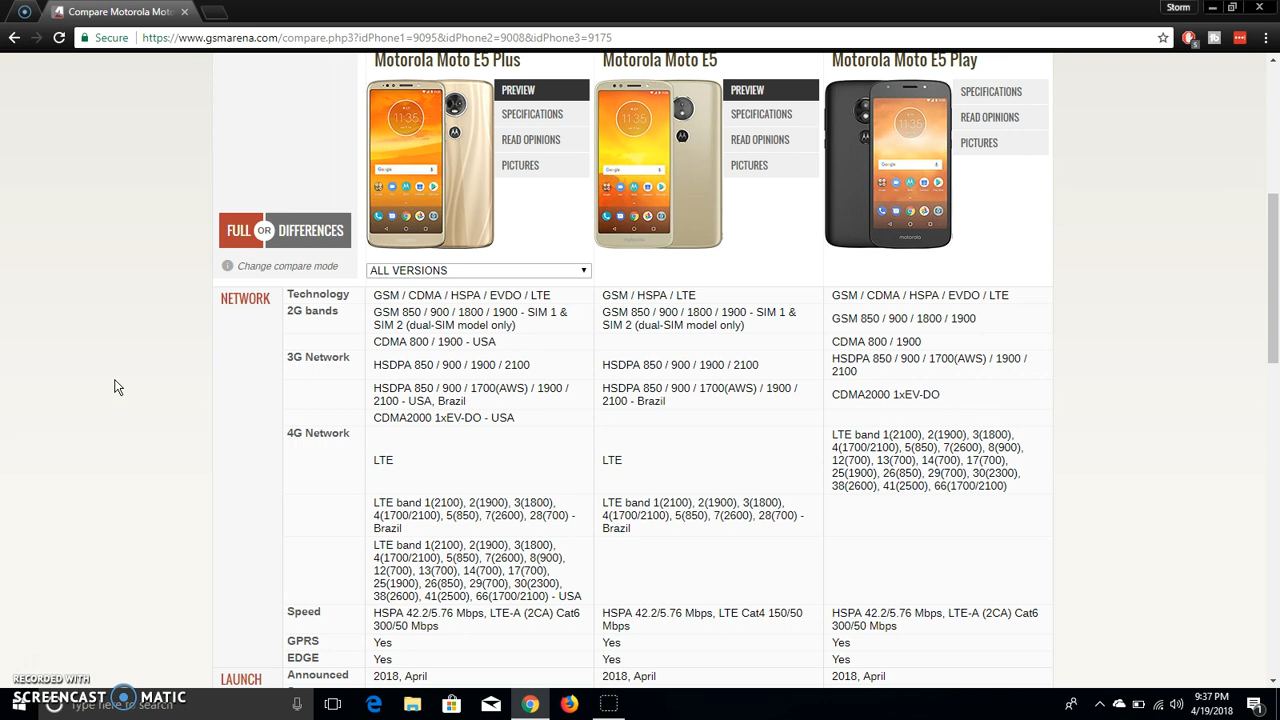 Storm
Compare Motorola Moto
Secure
https://www.gsmarena.com/compare.php3?idPhone1=9095&idPhone2=9008&idPhone3=9175
Motorola Moto E5 Plus
Motorola Moto E5
Motorola Moto E5 Play
PREVIEW
SPECIFICATIONS
READ OPINIONS
PICTURES
PREVIEW
SPECIFICATIONS
READ OPINIONS
PICTURES
SPECIFICATIONS
READ OPINIONS
PICTURES
11:35
Google
11:35
Google
11:35
Google
motorola
FULL OR DIFFERENCES
Change compare mode
ALL VERSIONS
NETWORK
Technology
GSM / CDMA / HSPA / EVDO / LTE
GSM / HSPA / LTE
GSM / CDMA / HSPA / EVDO / LTE
2G bands
GSM 850 / 900 / 1800 / 1900 - SIM 1 &
SIM 2 (dual-SIM model only)
GSM 850 / 900 / 1800 / 1900 - SIM 1 &
SIM 2 (dual-SIM model only)
GSM 850 / 900 / 1800 / 1900
CDMA 800 / 1900 - USA
CDMA 800 / 1900
3G Network
HSDPA 850 / 900 / 1900 / 2100
HSDPA 850 / 900 / 1900 / 2100
HSDPA 850 / 900 / 1700(AWS) / 1900 /
2100
HSDPA 850 / 900 / 1700(AWS) / 1900 /
2100 - USA, Brazil
HSDPA 850 / 900 / 1700(AWS) / 1900 /
2100 - Brazil
CDMA2000 1xEV-DO
CDMA2000 1xEV-DO - USA
4G Network
LTE
LTE
LTE band 1(2100), 2(1900), 3(1800),
4(1700/2100), 5(850), 7(2600), 8(900),
12(700), 13(700), 14(700), 17(700),
25(1900), 26(850), 29(700), 30(2300),
38(2600), 41(2500), 66(1700/2100)
LTE band 1(2100), 2(1900), 3(1800),
4(1700/2100), 5(850), 7(2600), 28(700) -
Brazil
LTE band 1(2100), 2(1900), 3(1800),
4(1700/2100), 5(850), 7(2600), 28(700) -
Brazil
LTE band 1(2100), 2(1900), 3(1800),
4(1700/2100), 5(850), 7(2600), 8(900),
12(700), 13(700), 14(700), 17(700),
25(1900), 26(850), 29(700), 30(2300),
38(2600), 41(2500), 66(1700/2100) - USA
Speed
HSPA 42.2/5.76 Mbps, LTE-A (2CA) Cat6
300/50 Mbps
HSPA 42.2/5.76 Mbps, LTE Cat4 150/50
Mbps
HSPA 42.2/5.76 Mbps, LTE-A (2CA) Cat6
300/50 Mbps
GPRS
Yes
Yes
Yes
EDGE
Yes
Yes
Yes
LAUNCH
Announced
2018, April
2018, April
2018, April
RECORDED WITH
SCREENCAST MATIC
Type here to search
9:37 PM
4/19/2018